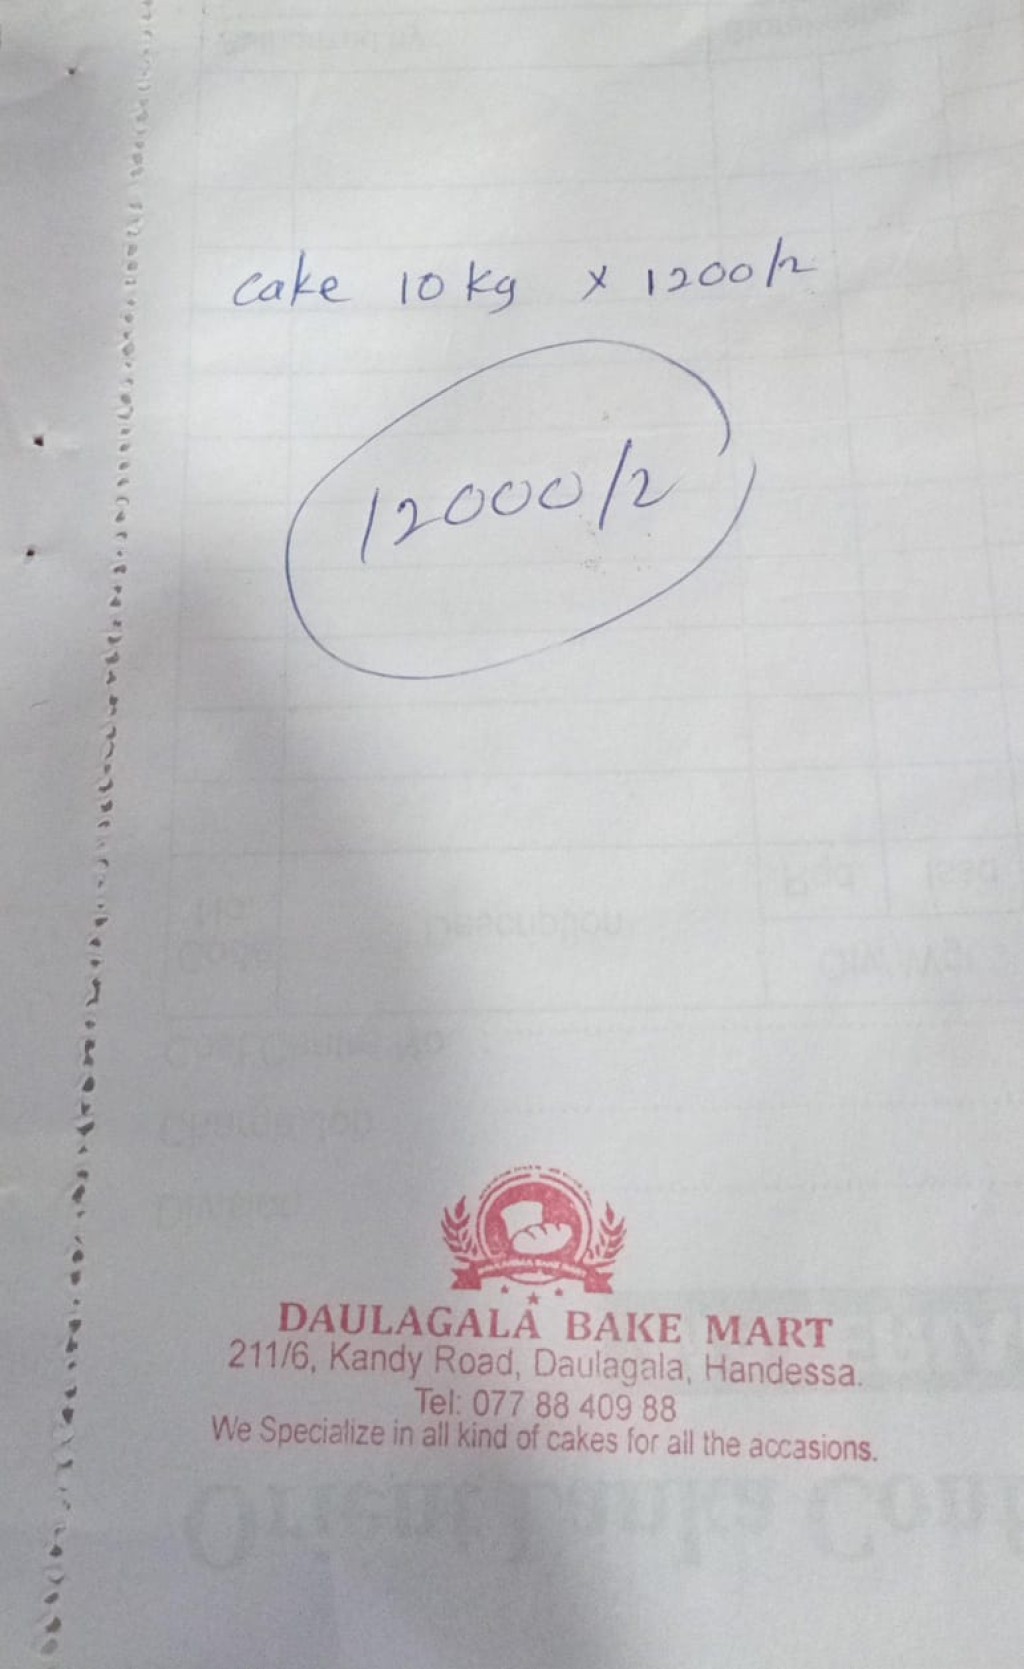 cake 10 kg x 1200/=
12000/=
DAULAGALA BAKE MART
211/6, Kandy Road, Daulagala, Handessa.
Tel: 077 88 409 88
We Specialize in all kind of cakes for all the accasions.